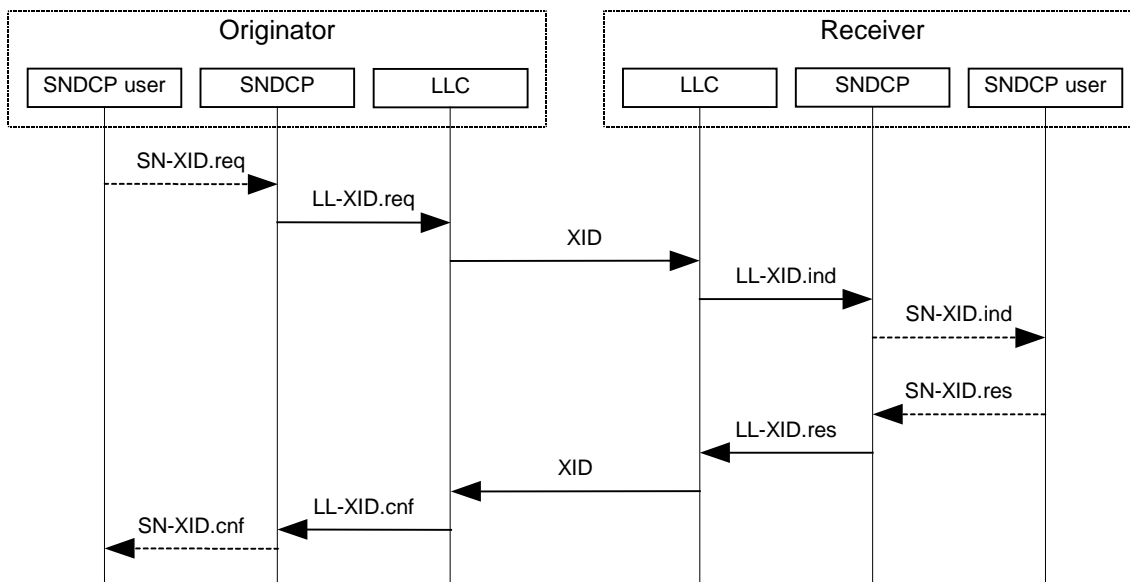 Originator
Receiver
SNDCP user
SNDCP
LLC
LLC
SNDCP
SNDCP user
SN-XID.req
LL-XID.req
XID
LL-XID.ind
SN-XID.ind
SN-XID.res
LL-XID.res
XID
LL-XID.cnf
SN-XID.cnf